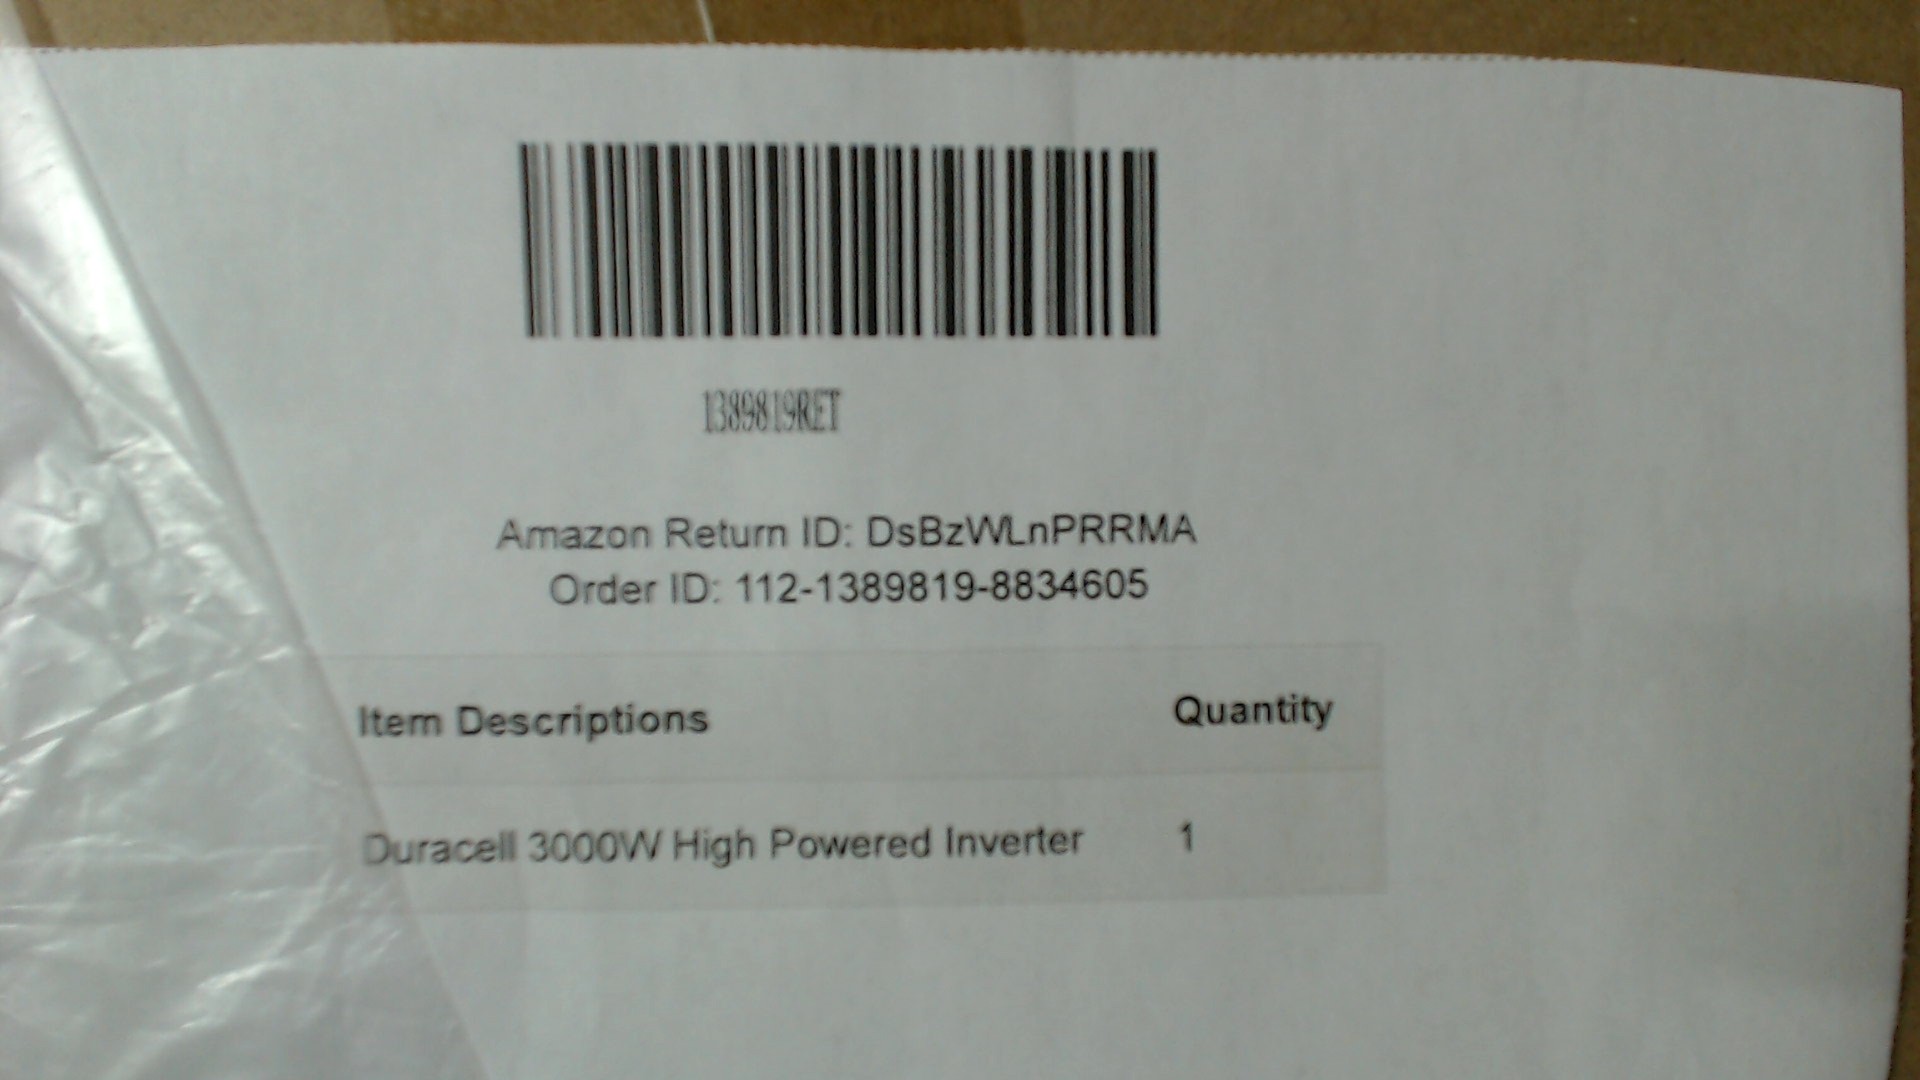 1389819RET
Amazon Return ID: DsBzWLnPRRMA
Order ID: 112-1389819-8834605
Item Descriptions Quantity
Duracell 3000W High Powered Inverter 1